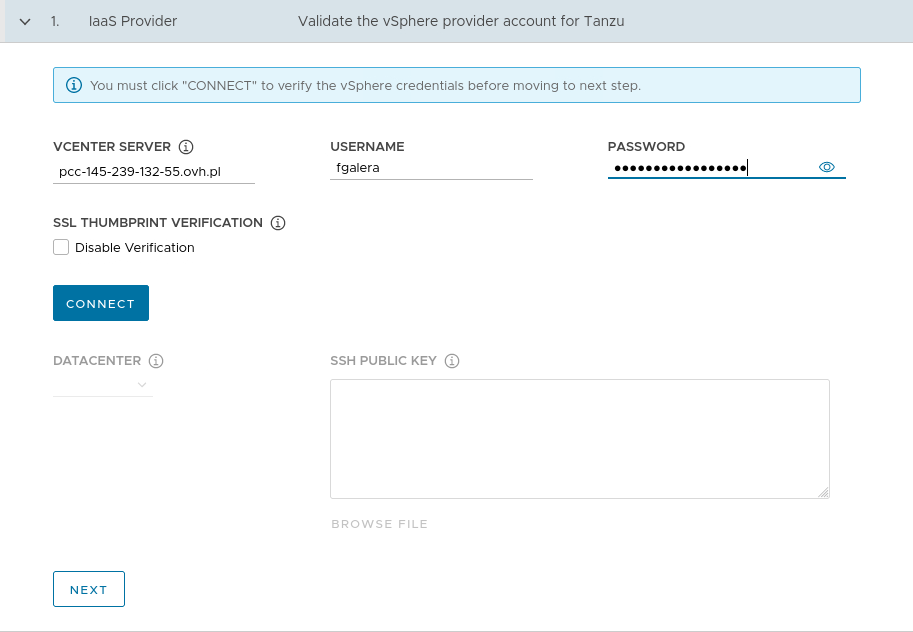 1. IaaS Provider Validate the vSphere provider account for Tanzu
You must click "CONNECT" to verify the vSphere credentials before moving to next step.
VCENTER SERVER USERNAME PASSWORD
pcc-145-239-132-55.ovh.pl fgalera •••••••••••••••••
SSL THUMBPRINT VERIFICATION
Disable Verification
CONNECT
DATACENTER SSH PUBLIC KEY
BROWSE FILE
NEXT